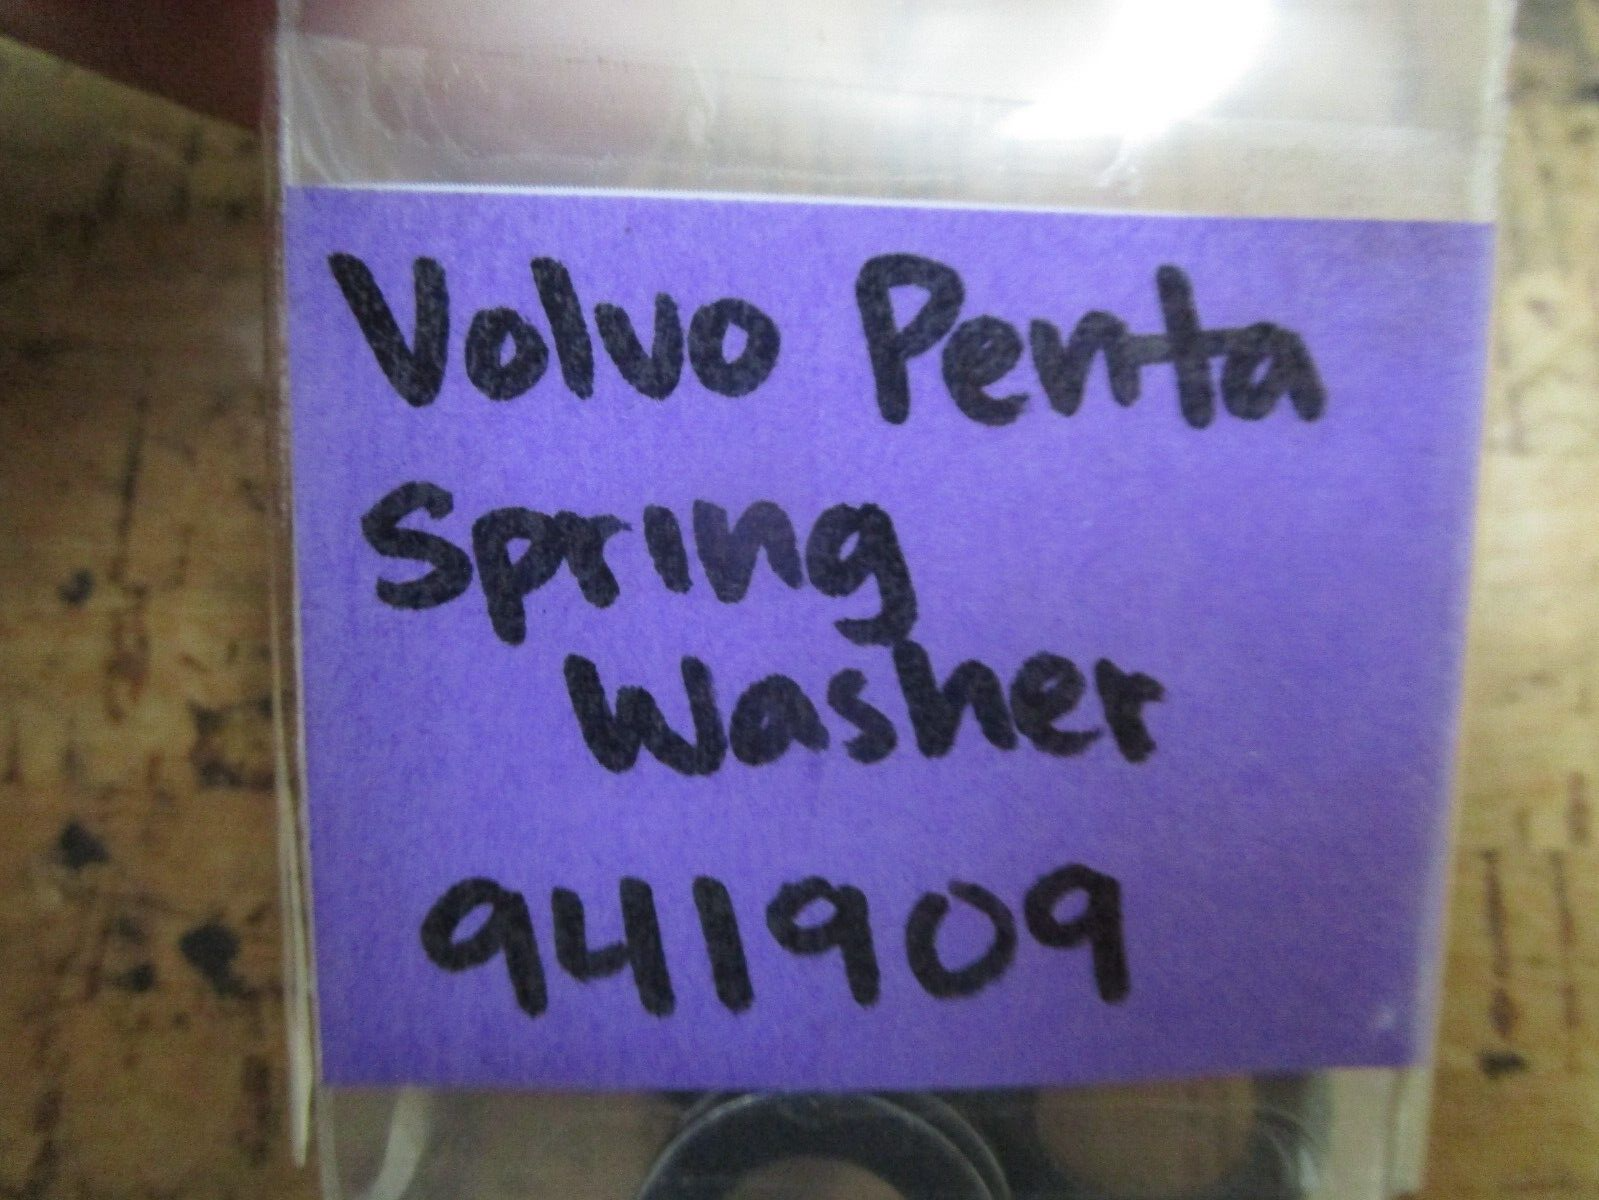 Volvo Penta
Spring
Washer
941909